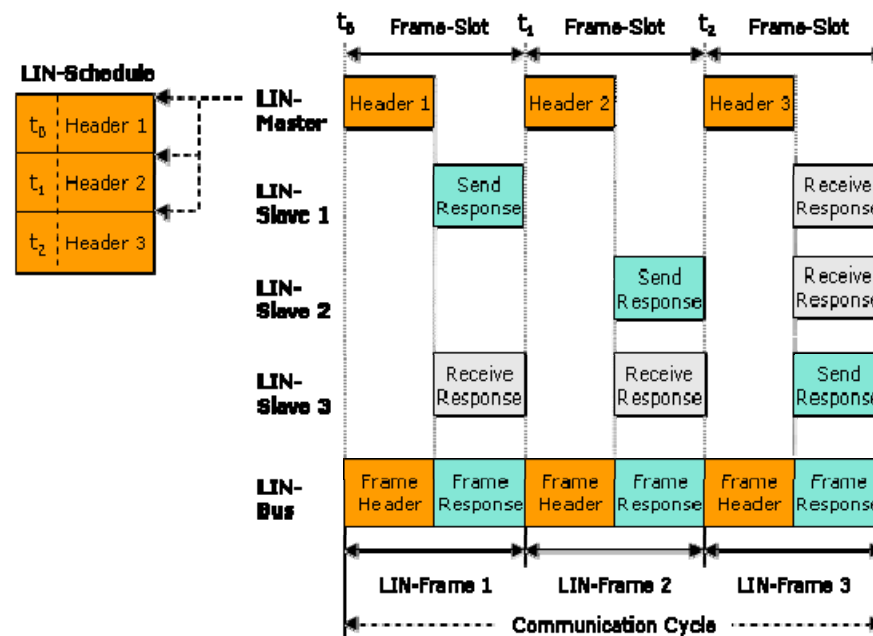 t₀ Frame-Slot t₁ Frame-Slot t₂ Frame-Slot
LIN-Schedule
t₀ Header 1
t₁ Header 2
t₂ Header 3
LIN-
Master
Header 1
Header 2
Header 3
LIN-
Slave 1
Send
Response
Receive
Response
LIN-
Slave 2
Send
Response
Receive
Response
LIN-
Slave 3
Receive
Response
Receive
Response
Send
Response
LIN-
Bus
Frame
Header
Frame
Response
Frame
Header
Frame
Response
Frame
Header
Frame
Response
LIN-Frame 1 LIN-Frame 2 LIN-Frame 3
Communication Cycle